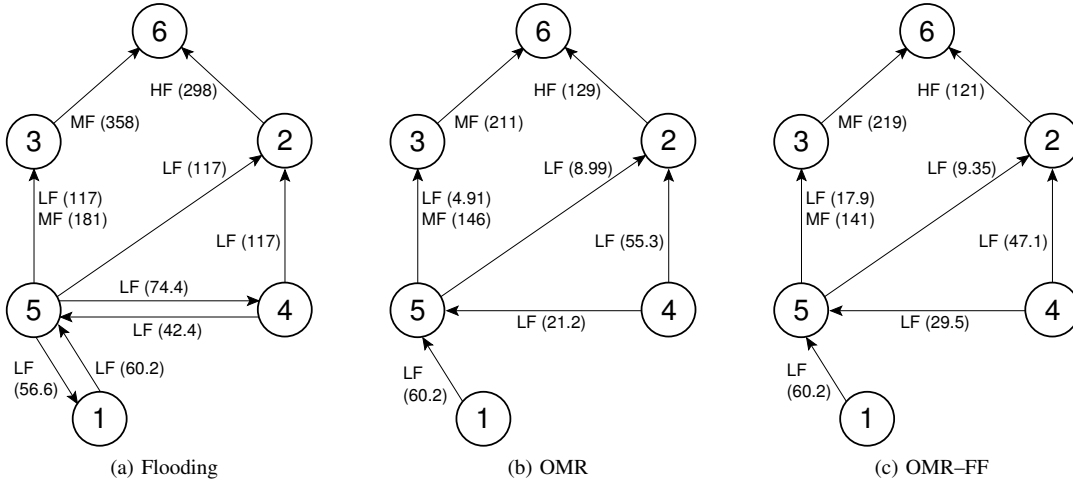 6
HF (298)
MF (358)
3
2
LF (117)
LF (117)
MF (181)
LF (117)
LF (74.4)
5
4
LF (42.4)
LF
(56.6)
LF (60.2)
1
(a) Flooding
6
HF (129)
MF (211)
3
2
LF (8.99)
LF (4.91)
MF (146)
LF (55.3)
5
4
LF (21.2)
LF
(60.2)
1
(b) OMR
6
HF (121)
MF (219)
3
2
LF (9.35)
LF (17.9)
MF (141)
LF (47.1)
5
4
LF (29.5)
LF
(60.2)
1
(c) OMR–FF